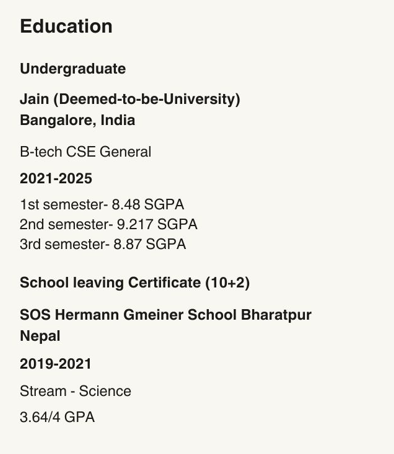 Education
Undergraduate
Jain (Deemed-to-be-University)
Bangalore, India
B-tech CSE General
2021-2025
1st semester- 8.48 SGPA
2nd semester- 9.217 SGPA
3rd semester- 8.87 SGPA
School leaving Certificate (10+2)
SOS Hermann Gmeiner School Bharatpur
Nepal
2019-2021
Stream - Science
3.64/4 GPA